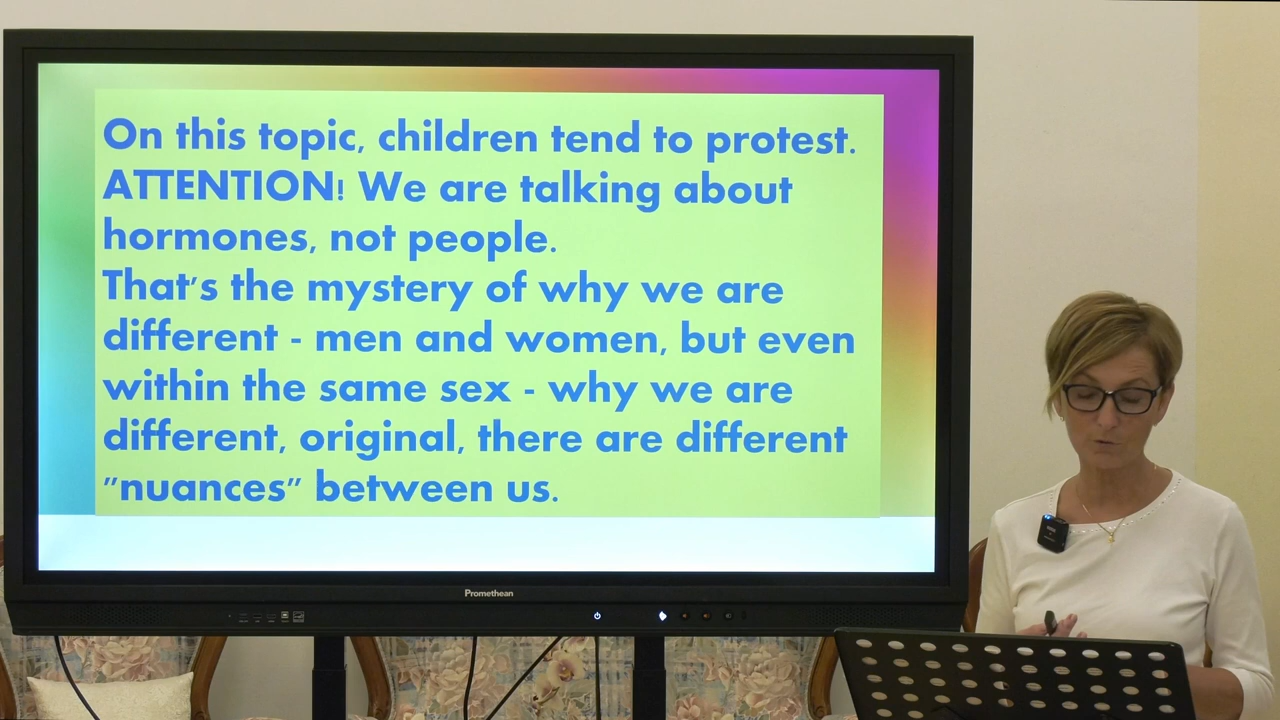 On this topic, children tend to protest.
ATTENTION! We are talking about
hormones, not people.
That's the mystery of why we are
different - men and women, but even
within the same sex - why we are
different, original, there are different
"nuances" between us.
Promethean